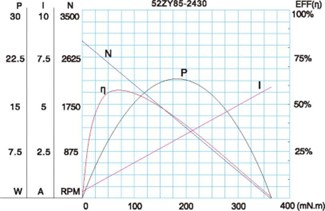 P I N 52ZY85-2430 EFF(η)
30 10 3500 100%
22.5 7.5 2625 75%
N
P
I
η
15 5 1750 50%
7.5 2.5 875 25%
W A RPM 0 100 200 300 400 (mN.m)